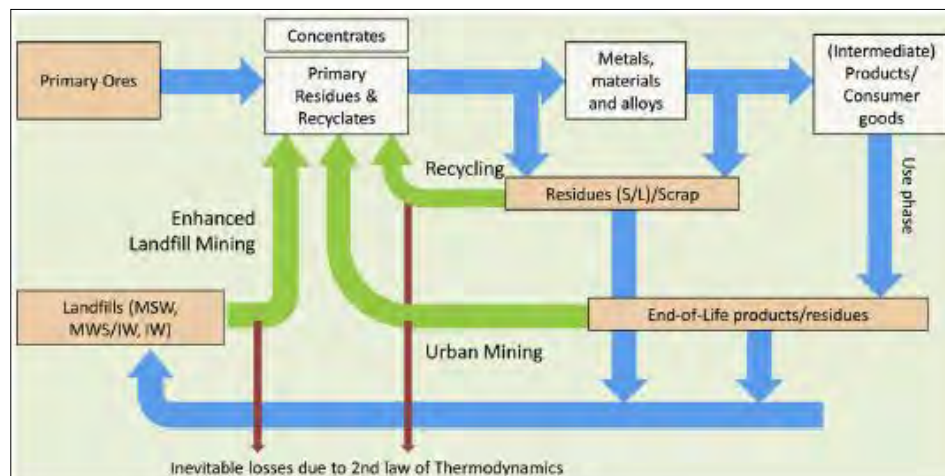 Concentrates
Primary Ores
Primary
Residues &
Recyclates
Metals,
materials
and alloys
(Intermediate)
Products/
Consumer
goods
Recycling
Residues (S/L)/Scrap
Use phase
Enhanced
Landfill Mining
Landfills (MSW,
MWS/IW, IW)
End-of-Life products/residues
Urban Mining
Inevitable losses due to 2nd law of Thermodynamics